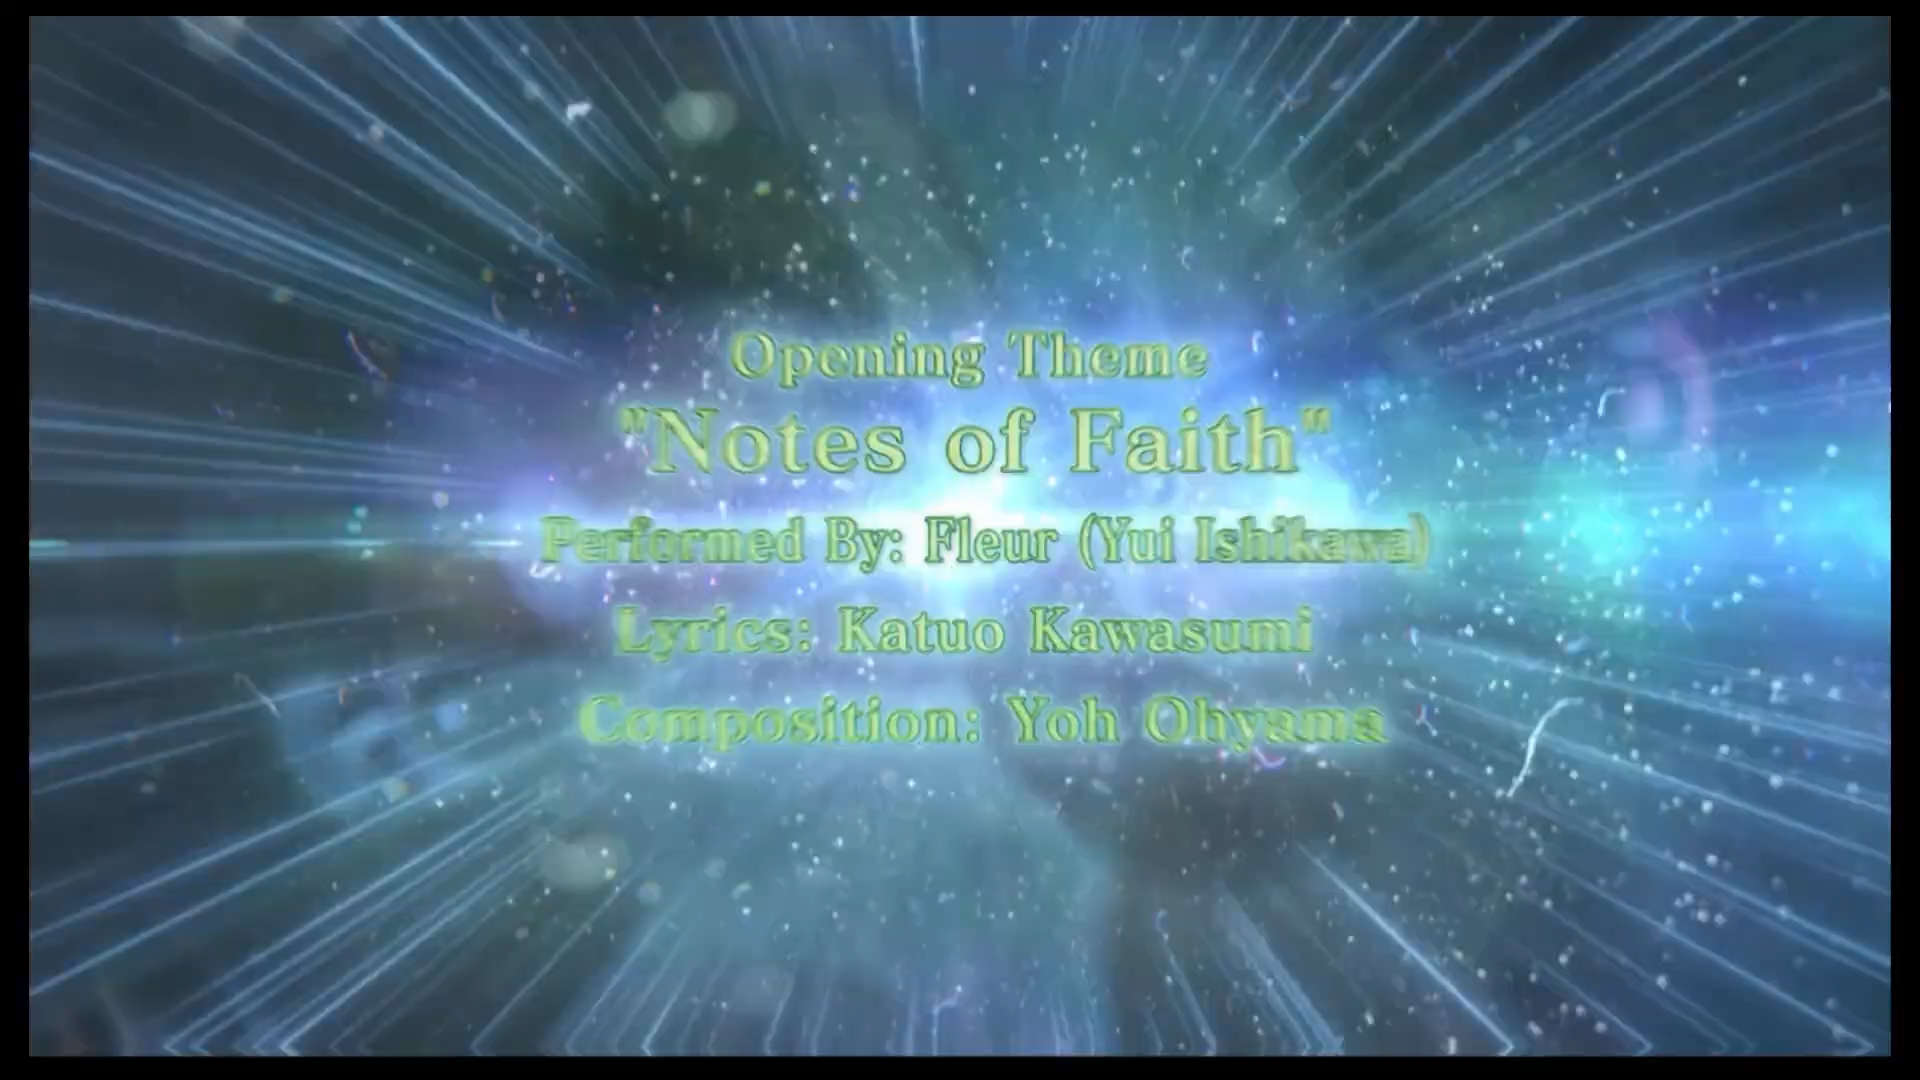 Opening Theme
"Notes of Faith"
Performed By: Fleur (Yui Ishikawa)
Lyrics: Katuo Kawasumi
Composition: Yoh Ohyama